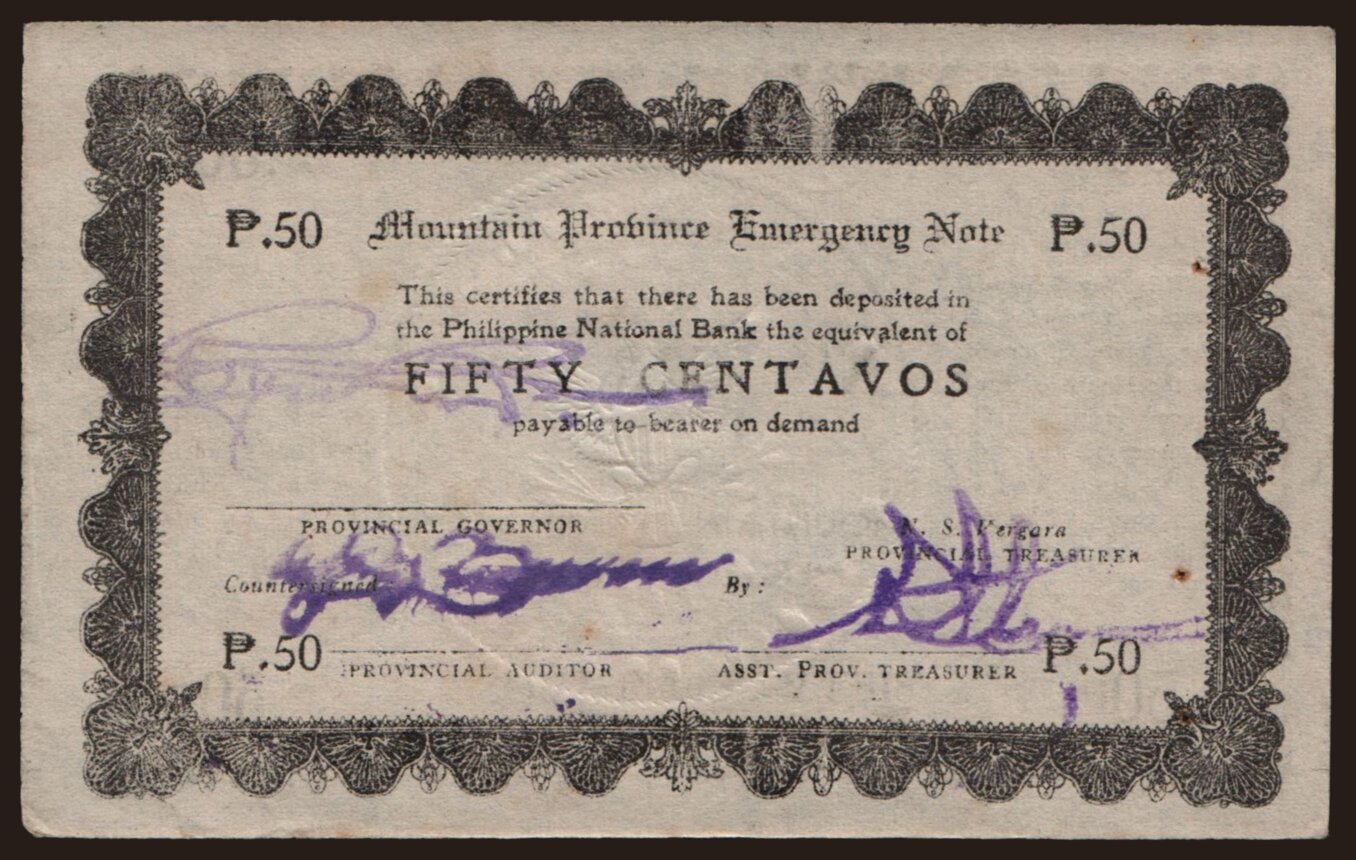 ₱.50 Mountain Province Emergency Note ₱.50
This certifies that there has been deposited in
the Philippine National Bank the equivalent of
FIFTY CENTAVOS
payable to bearer on demand
PROVINCIAL GOVERNOR
N. S. Vergara
PROVINCIAL TREASURER
Countersigned By:
₱.50 PROVINCIAL AUDITOR ASST. PROV. TREASURER ₱.50